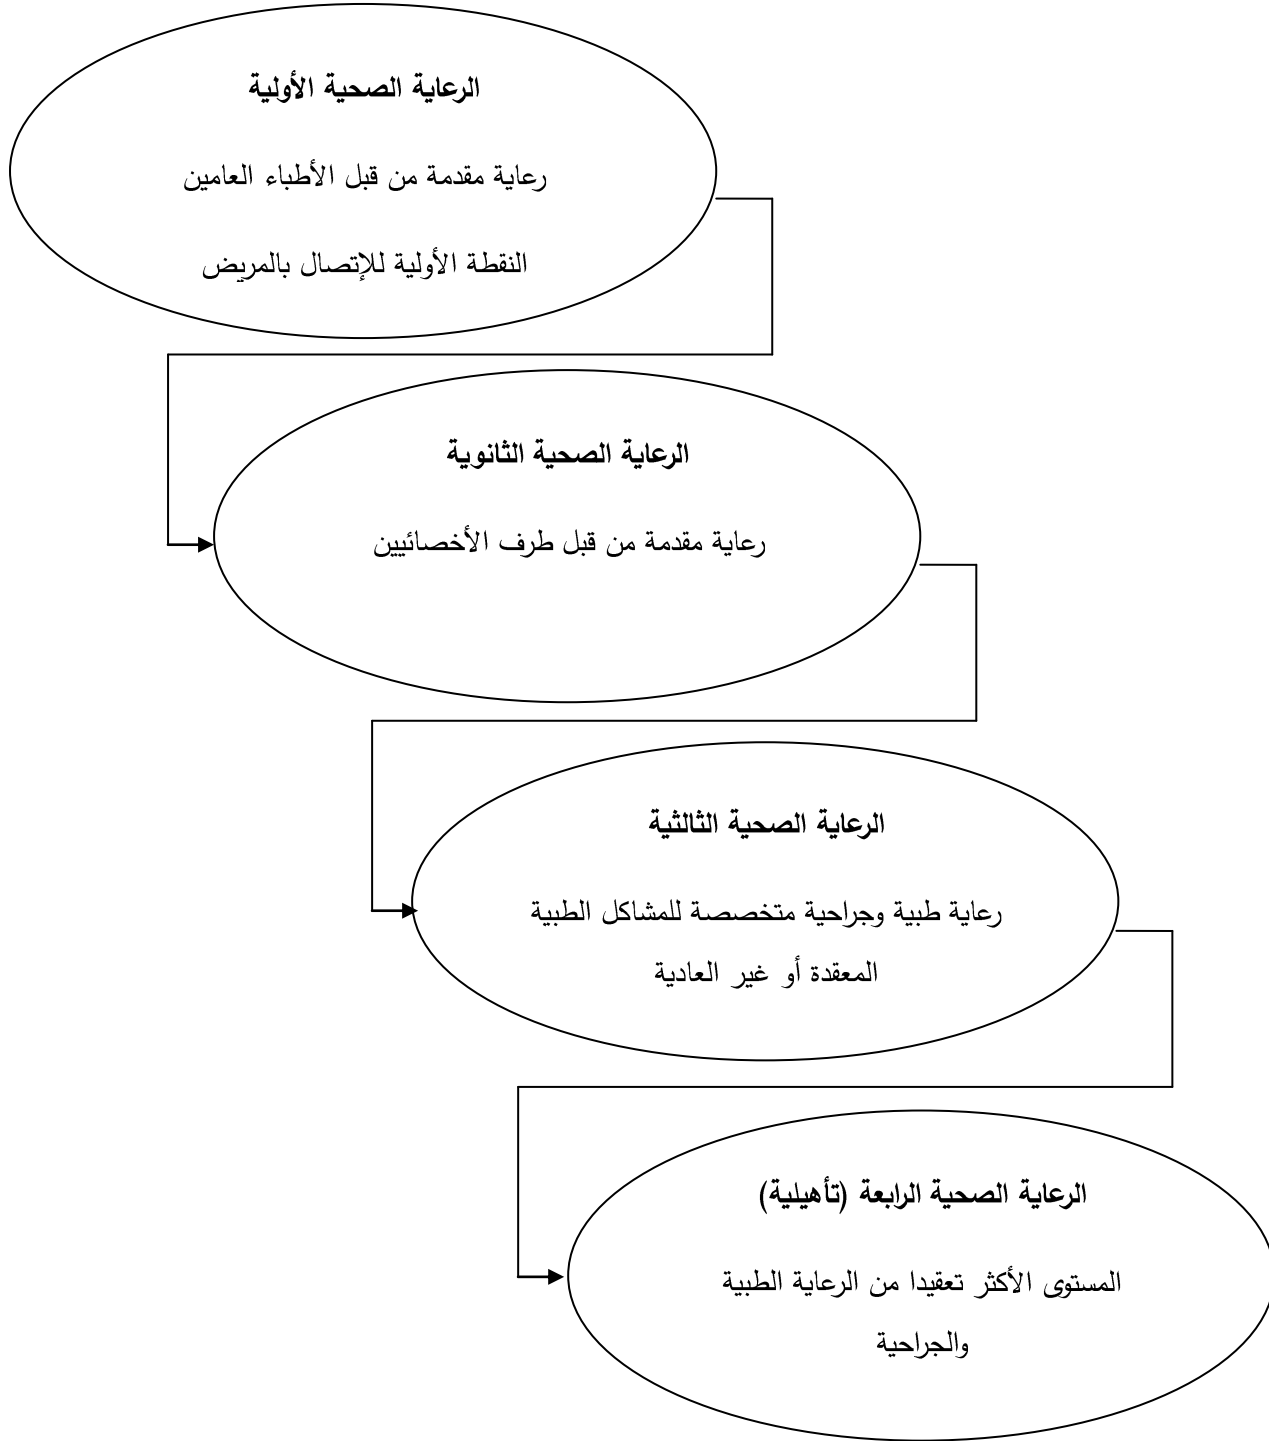 الرعاية الصحية الأولية
رعاية مقدمة من قبل الأطباء العامين
النقطة الأولية للإتصال بالمريض
الرعاية الصحية الثانوية
رعاية مقدمة من قبل طرف الأخصائيين
الرعاية الصحية الثالثية
رعاية طبية وجراحية متخصصة للمشاكل الطبية
المعقدة أو غير العادية
الرعاية الصحية الرابعة (تأهيلية)
المستوى الأكثر تعقيدا من الرعاية الطبية
والجراحية